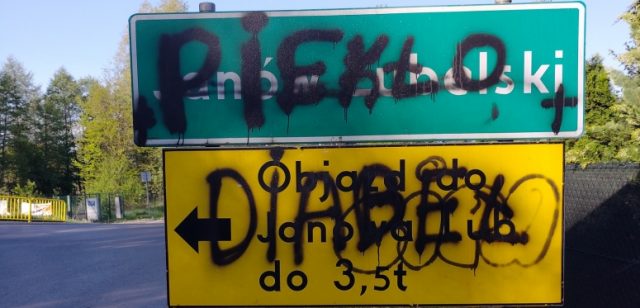 PIEKŁO
Janów Lubelski
DIABEŁ
Objazd do
Janowa Lub.
do 3,5t